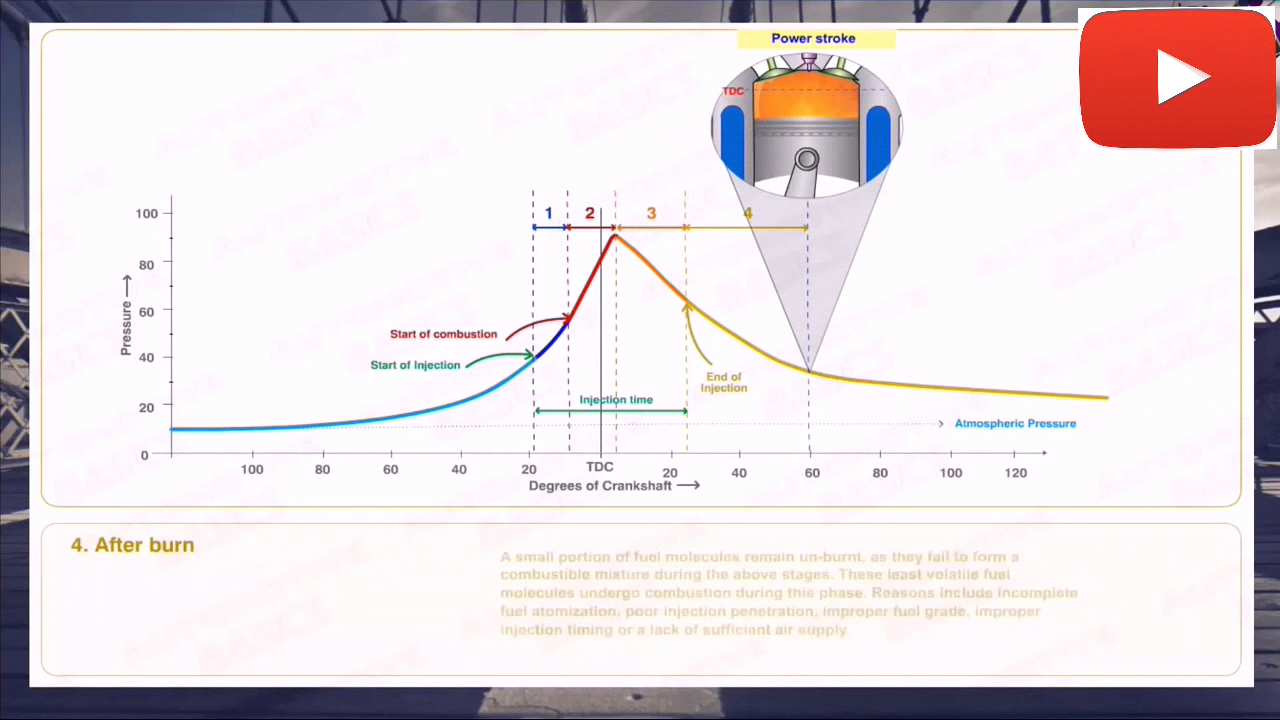 Power stroke
TDC
1 2 3 4
100
80
60
40
20
0
Pressure
Start of combustion
Start of Injection
End of
Injection
Injection time
Atmospheric Pressure
100 80 60 40 20 TDC 20 40 60 80 100 120
Degrees of Crankshaft
4. After burn
A small portion of fuel molecules remain un-burnt, as they fail to form a
combustible mixture during the above stages. These least volatile fuel
molecules undergo combustion during this phase. Reasons include incomplete
fuel atomization, poor injection penetration, improper fuel grade, improper
injection timing or a lack of sufficient air supply.